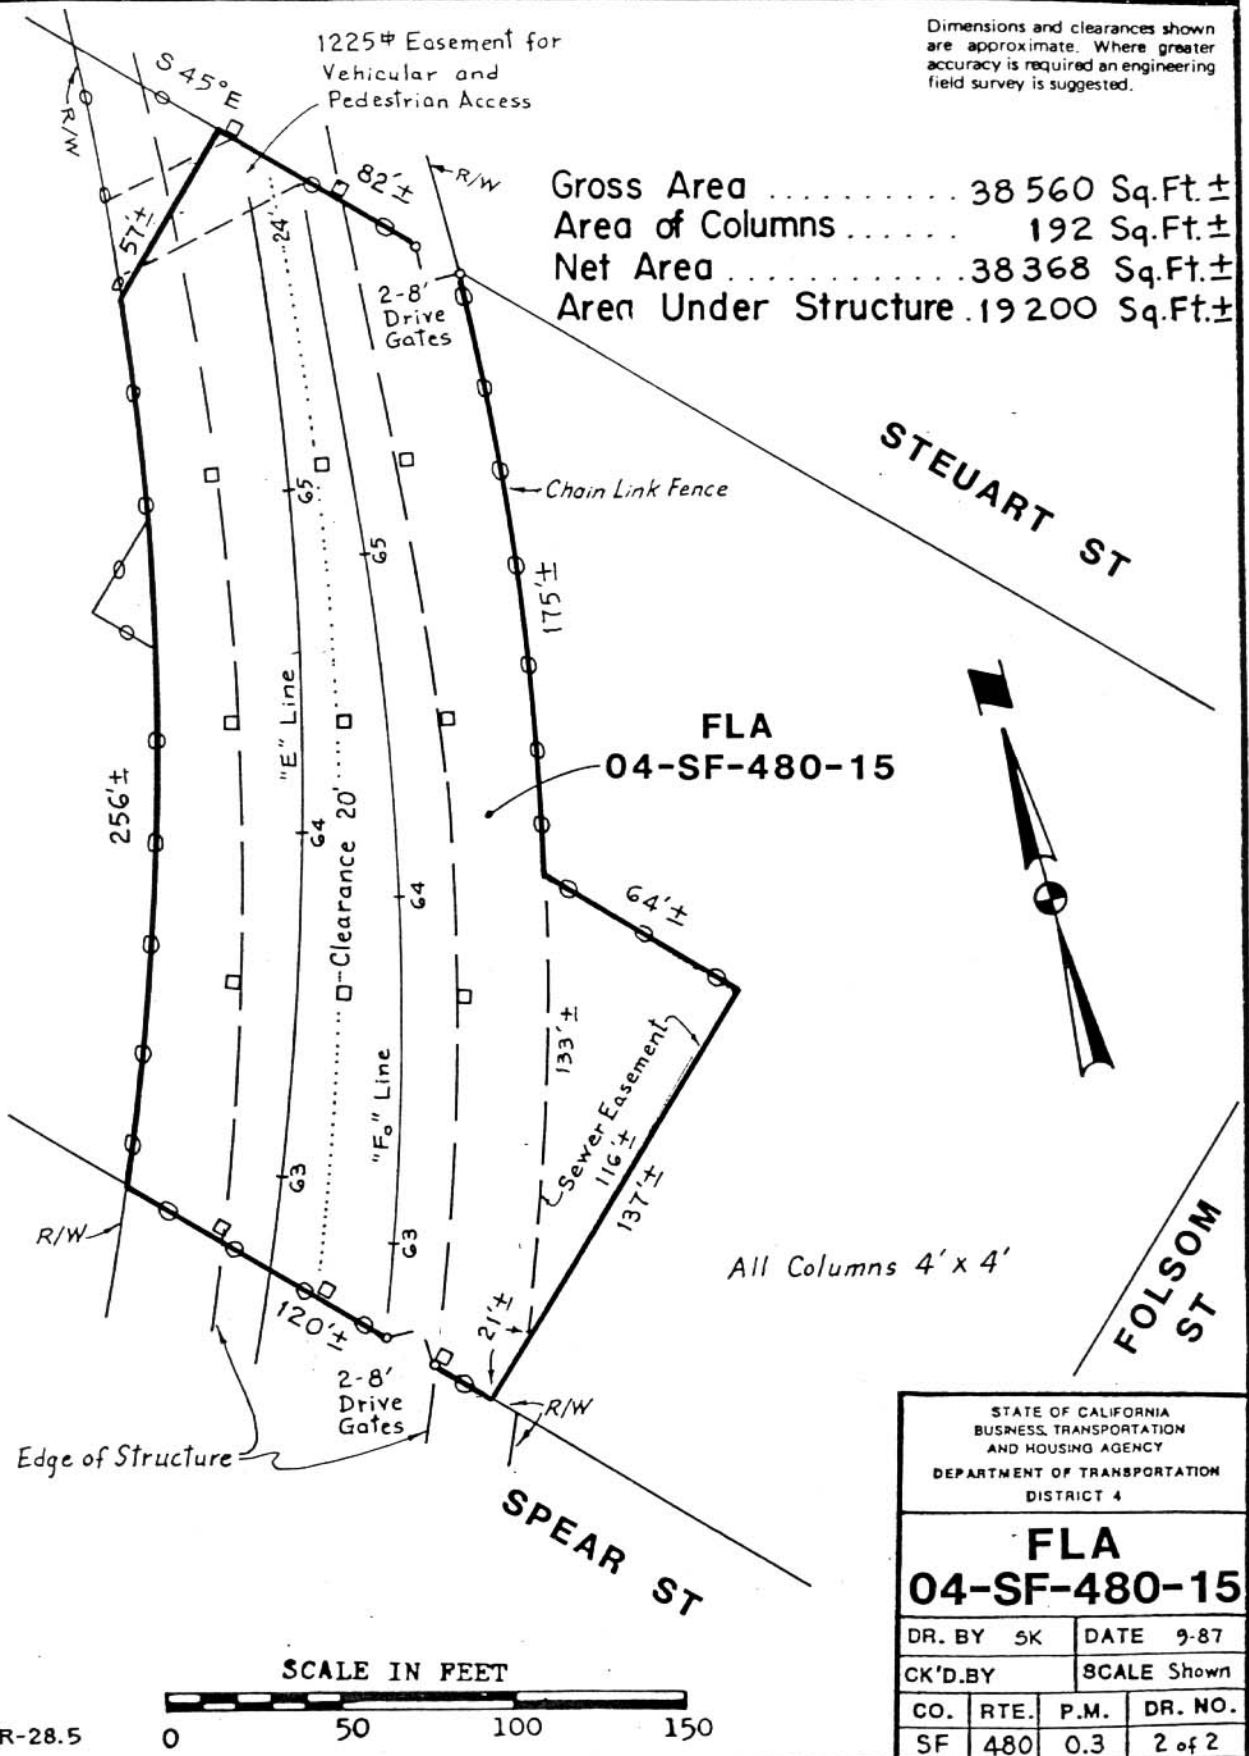 Dimensions and clearances shown
are approximate. Where greater
accuracy is required an engineering
field survey is suggested.
1225⌗ Easement for
Vehicular and
Pedestrian Access
S 45° E
R/W
57'±
82'±
R/W
24'
2-8'
Drive
Gates
Gross Area .......... 38 560 Sq.Ft.±
Area of Columns ...... 192 Sq.Ft.±
Net Area ............. 38 368 Sq.Ft.±
Area Under Structure . 19 200 Sq.Ft.±
STEUART ST
Chain Link Fence
65
65
175'±
"E" Line
FLA
04-SF-480-15
256'±
64
64
Clearance 20'
64'±
133'±
"Fo" Line
Sewer Easement
116'±
137'±
63
63
R/W
All Columns 4' x 4'
FOLSOM
ST
120'±
21'±
2-8'
Drive
Gates
R/W
Edge of Structure
SPEAR ST
STATE OF CALIFORNIA
BUSINESS, TRANSPORTATION
AND HOUSING AGENCY
DEPARTMENT OF TRANSPORTATION
DISTRICT 4
FLA
04-SF-480-15
DR. BY SK DATE 9-87
CK'D.BY SCALE Shown
CO. RTE. P.M. DR. NO.
SF 480 0.3 2 of 2
SCALE IN FEET
0 50 100 150
R-28.5